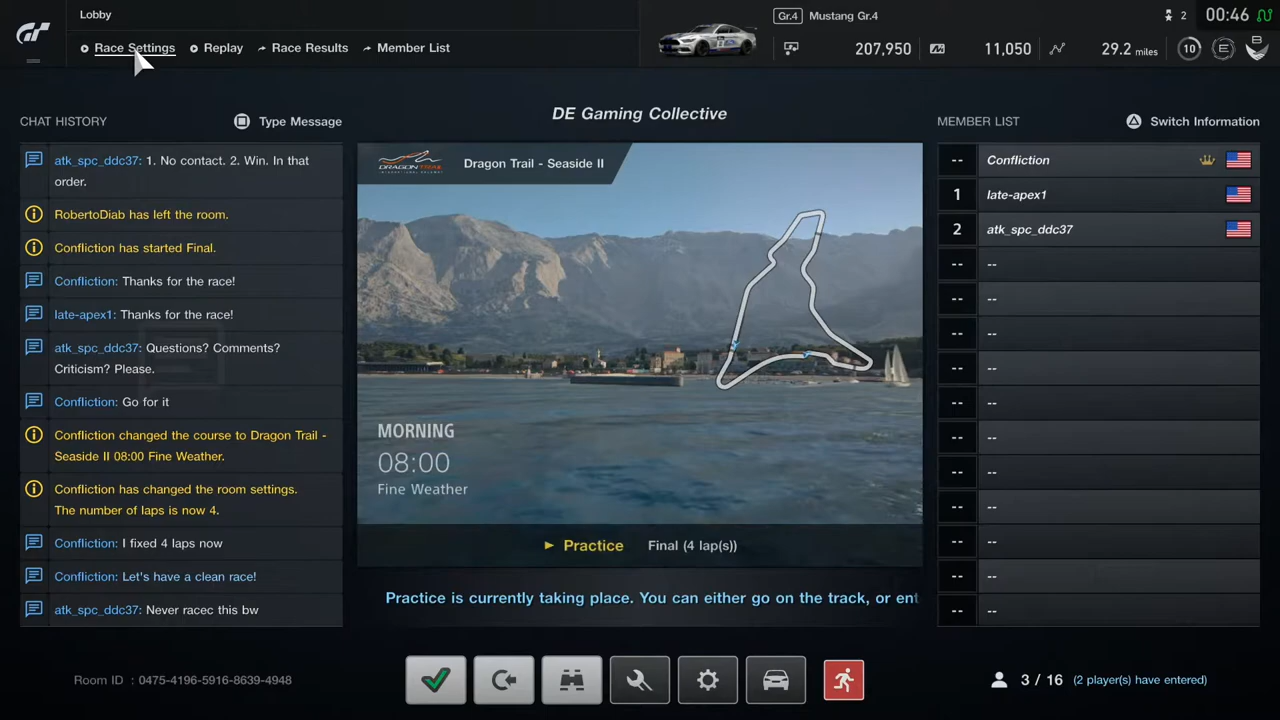 Lobby
Race Settings
Replay
Race Results
Member List
Gr.4
Mustang Gr.4
2
00:46
207,950
11,050
29.2 miles
10
E
B
CHAT HISTORY
Type Message
atk_spc_ddc37: 1. No contact. 2. Win. In that
order.
RobertoDiab has left the room.
Confliction has started Final.
Confliction: Thanks for the race!
late-apex1: Thanks for the race!
atk_spc_ddc37: Questions? Comments?
Criticism? Please.
Confliction: Go for it
Confliction changed the course to Dragon Trail -
Seaside II 08:00 Fine Weather.
Confliction has changed the room settings.
The number of laps is now 4.
Confliction: I fixed 4 laps now
Confliction: Let's have a clean race!
atk_spc_ddc37: Never racec this bw
DE Gaming Collective
DRAGON TRAIL
Dragon Trail - Seaside II
MORNING
08:00
Fine Weather
Practice
Final (4 lap(s))
Practice is currently taking place. You can either go on the track, or ent
MEMBER LIST
Switch Information
-- Confliction
1 late-apex1
2 atk_spc_ddc37
-- --
-- --
-- --
-- --
-- --
-- --
-- --
-- --
-- --
-- --
-- --
Room ID : 0475-4196-5916-8639-4948
3 / 16
(2 player(s) have entered)